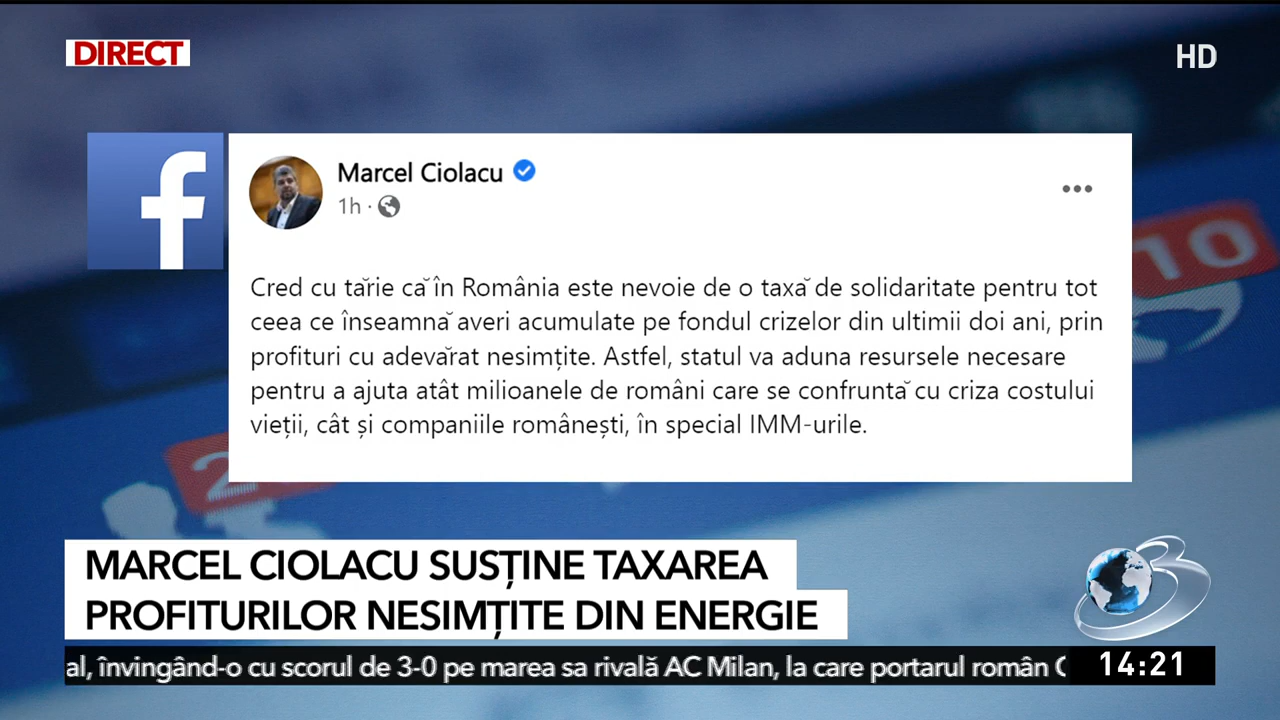 DIRECT
HD
f
Marcel Ciolacu
1h ·
Cred cu tărie că în România este nevoie de o taxă de solidaritate pentru tot
ceea ce înseamnă averi acumulate pe fondul crizelor din ultimii doi ani, prin
profituri cu adevărat nesimțite. Astfel, statul va aduna resursele necesare
pentru a ajuta atât milioanele de români care se confruntă cu criza costului
vieții, cât și companiile românești, în special IMM-urile.
10
2
MARCEL CIOLACU SUSȚINE TAXAREA
PROFITURILOR NESIMȚITE DIN ENERGIE
3
al, învingând-o cu scorul de 3-0 pe marea sa rivală AC Milan, la care portarul român
14:21